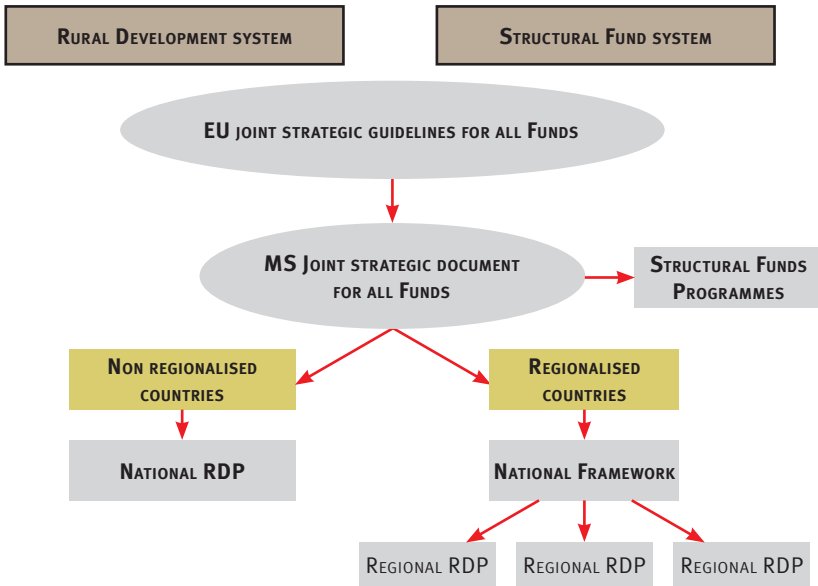 Rural Development system
Structural Fund system
EU joint strategic guidelines for all Funds
MS Joint strategic document
for all Funds
Structural Funds
Programmes
Non regionalised
countries
Regionalised
countries
National RDP
National Framework
Regional RDP
Regional RDP
Regional RDP